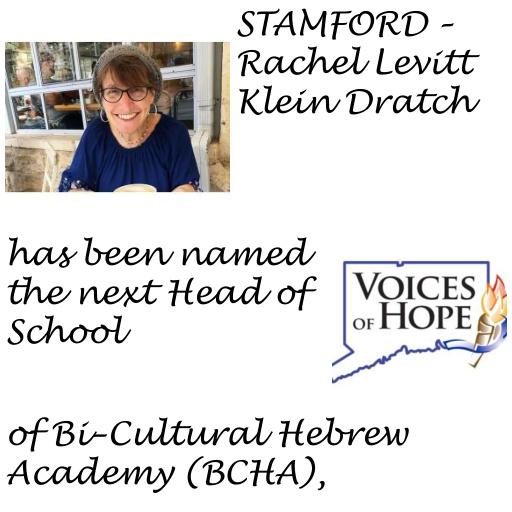 STAMFORD –
Rachel Levitt
Klein Dratch
has been named
the next Head of
School
VOICES
OF HOPE
of Bi-Cultural Hebrew
Academy (BCHA),